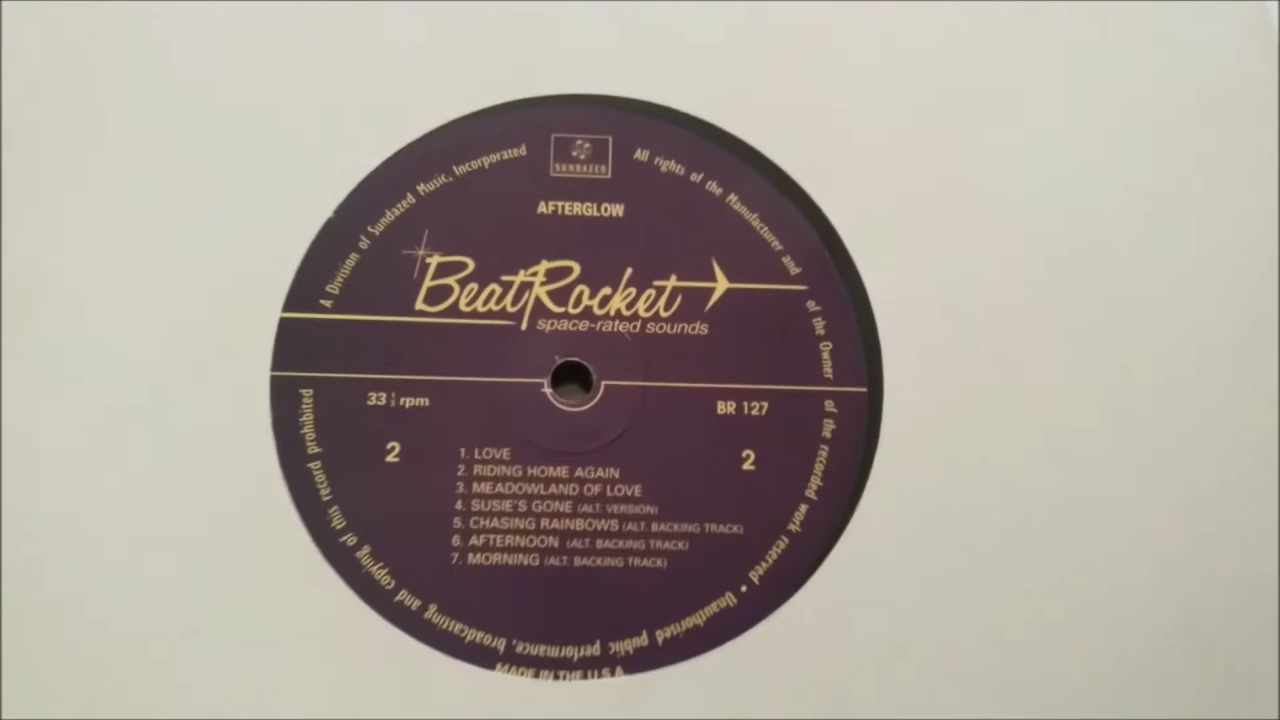 SUNDAZED
A Division of Sundazed Music, Incorporated
All rights of the Manufacturer and of the Owner of the recorded work reserved • Unauthorised public performance, broadcasting and copying of this record prohibited
AFTERGLOW
BeatRocket
space-rated sounds
33 1/3 rpm
BR 127
2
2
1. LOVE
2. RIDING HOME AGAIN
3. MEADOWLAND OF LOVE
4. SUSIE'S GONE (ALT. VERSION)
5. CHASING RAINBOWS (ALT. BACKING TRACK)
6. AFTERNOON (ALT. BACKING TRACK)
7. MORNING (ALT. BACKING TRACK)
MADE IN THE U.S.A.